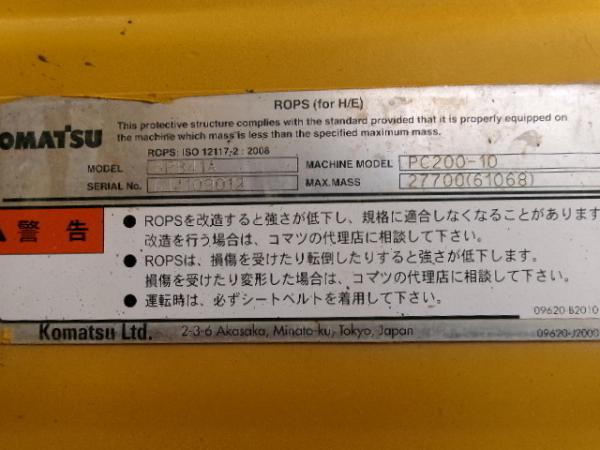 ROPS (for H/E)
KOMATSU
This protective structure complies with the standard provided that it is properly equipped on
the machine which mass is less than the specified maximum mass.
ROPS: ISO 12117-2 : 2008
MODEL MACHINE MODEL PC200-10
SERIAL No. MAX.MASS 27700(61068)
警告
● ROPSを改造すると強さが低下し、規格に適合しなくなることがあります
改造を行う場合は、コマツの代理店に相談して下さい。
● ROPSは、損傷を受けたり転倒したりすると強さが低下します。
損傷を受けたり変形した場合は、コマツの代理店に相談して下さい。
● 運転時は、必ずシートベルトを着用して下さい。
09620-B2010
Komatsu Ltd. 2-3-6 Akasaka, Minato-ku, Tokyo, Japan
09620-J2000